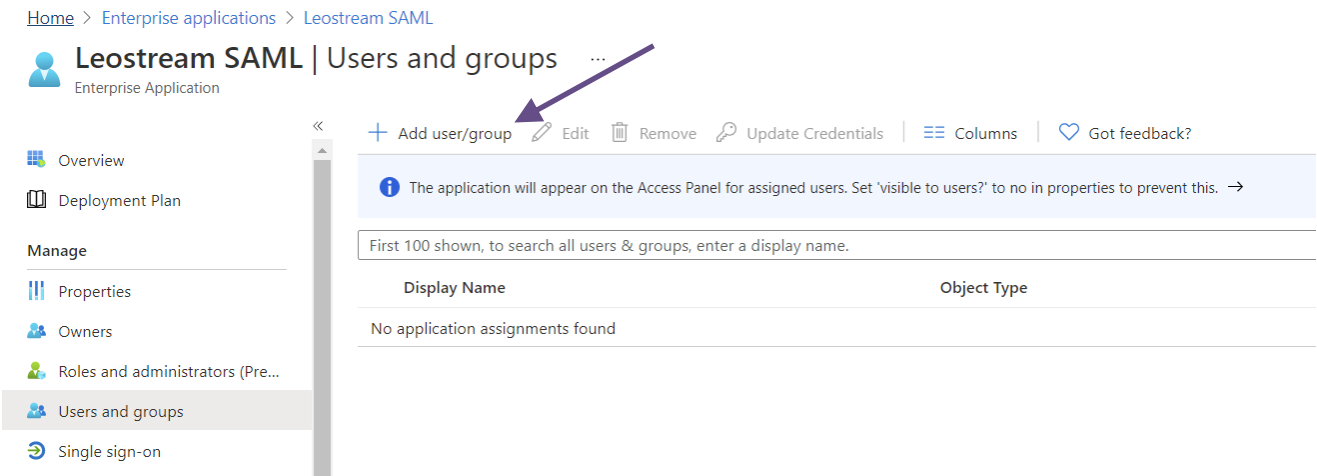 Home > Enterprise applications > Leostream SAML
Leostream SAML | Users and groups ...
Enterprise Application
«
Add user/group Edit Remove Update Credentials Columns Got feedback?
Overview
Deployment Plan
Manage
Properties
Owners
Roles and administrators (Pre...
Users and groups
Single sign-on
The application will appear on the Access Panel for assigned users. Set 'visible to users?' to no in properties to prevent this. →
First 100 shown, to search all users & groups, enter a display name.
Display Name Object Type
No application assignments found